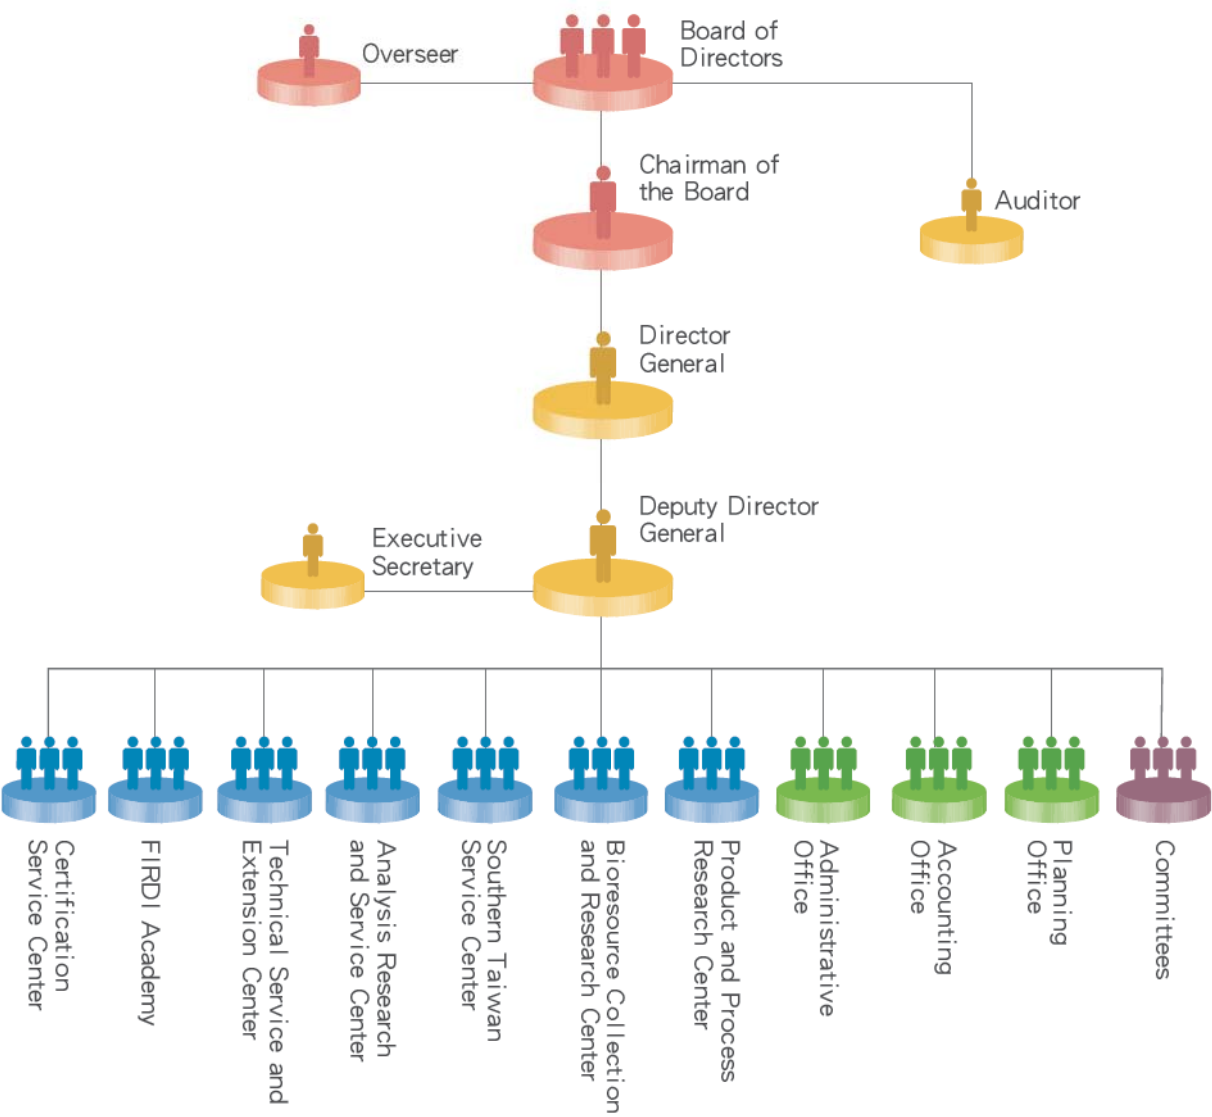 Overseer
Board of
Directors
Chairman of
the Board
Auditor
Director
General
Deputy Director
General
Executive
Secretary
Certification
Service Center
FIRDI Academy
Technical Service and
Extension Center
Analysis Research
and Service Center
Southern Taiwan
Service Center
Bioresource Collection
and Research Center
Product and Process
Research Center
Administrative
Office
Accounting
Office
Planning
Office
Committees